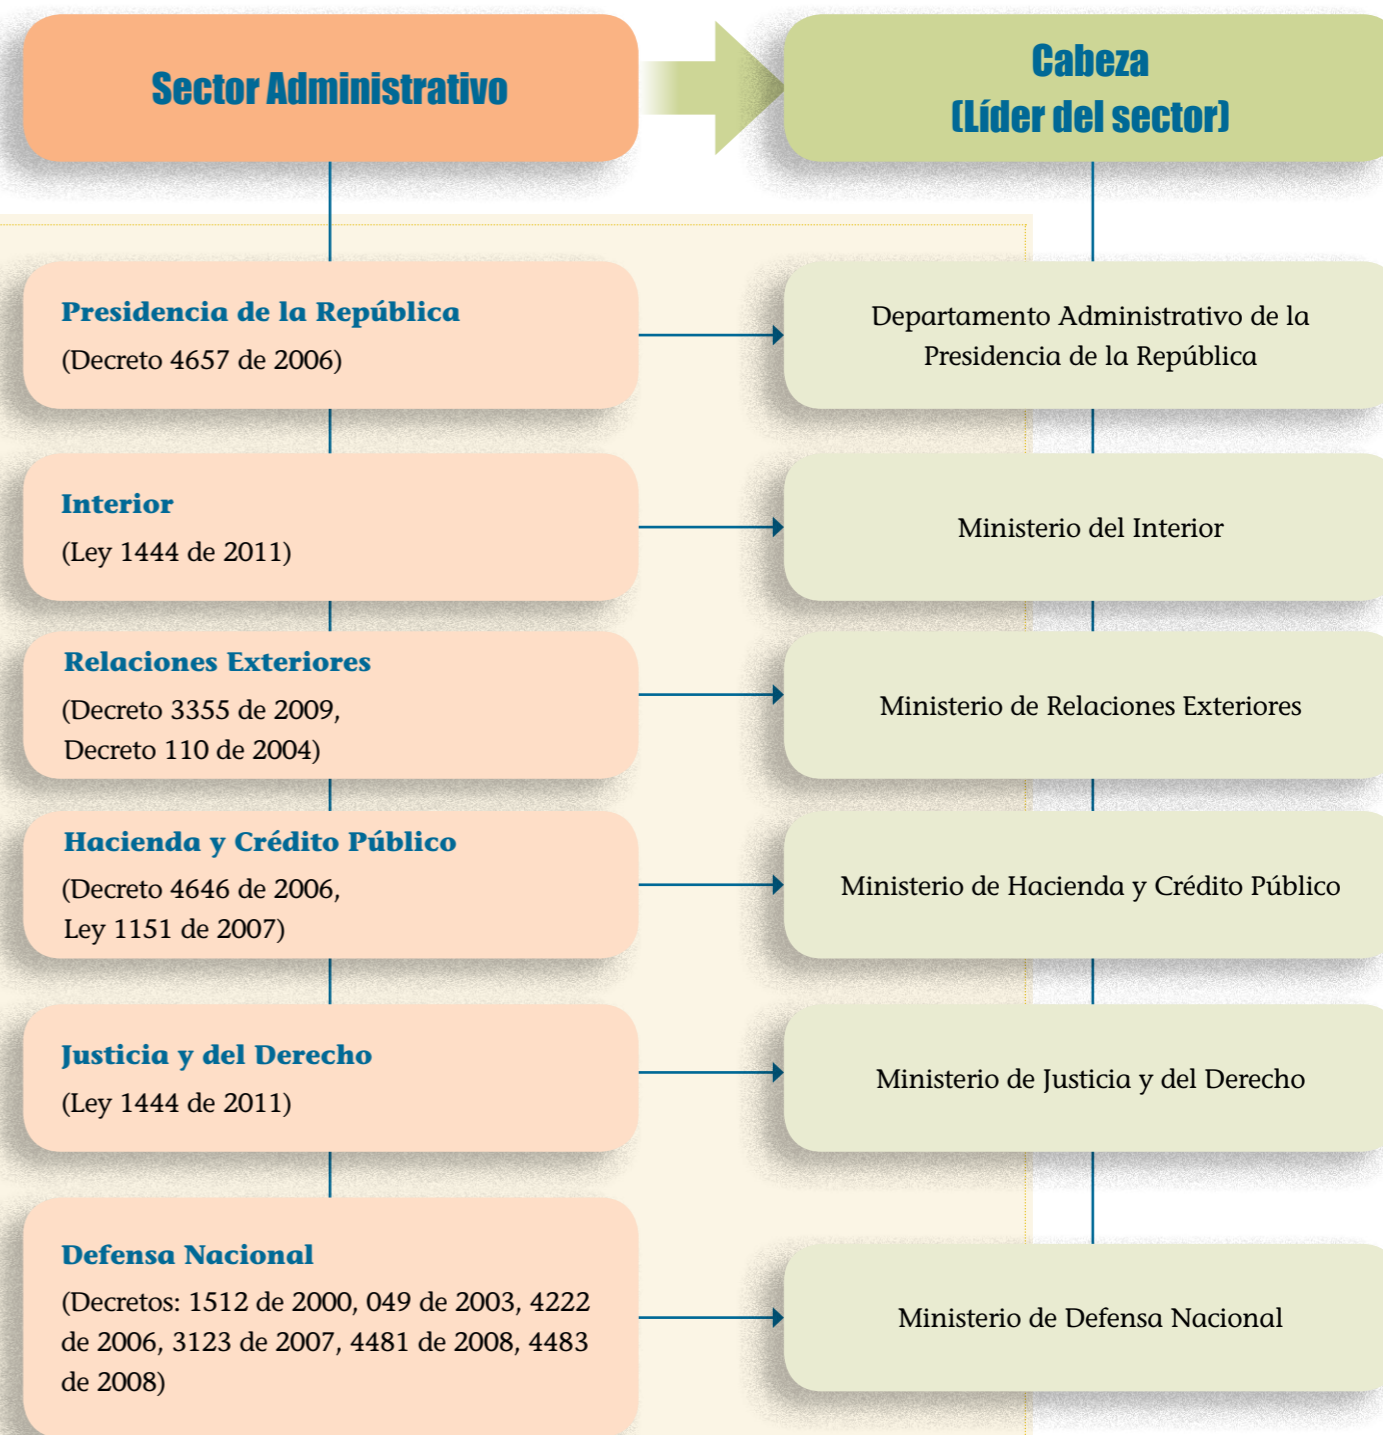 Sector Administrativo
Cabeza
(Líder del sector)
Presidencia de la República
(Decreto 4657 de 2006)
Departamento Administrativo de la
Presidencia de la República
Interior
(Ley 1444 de 2011)
Ministerio del Interior
Relaciones Exteriores
(Decreto 3355 de 2009,
Decreto 110 de 2004)
Ministerio de Relaciones Exteriores
Hacienda y Crédito Público
(Decreto 4646 de 2006,
Ley 1151 de 2007)
Ministerio de Hacienda y Crédito Público
Justicia y del Derecho
(Ley 1444 de 2011)
Ministerio de Justicia y del Derecho
Defensa Nacional
(Decretos: 1512 de 2000, 049 de 2003, 4222
de 2006, 3123 de 2007, 4481 de 2008, 4483
de 2008)
Ministerio de Defensa Nacional